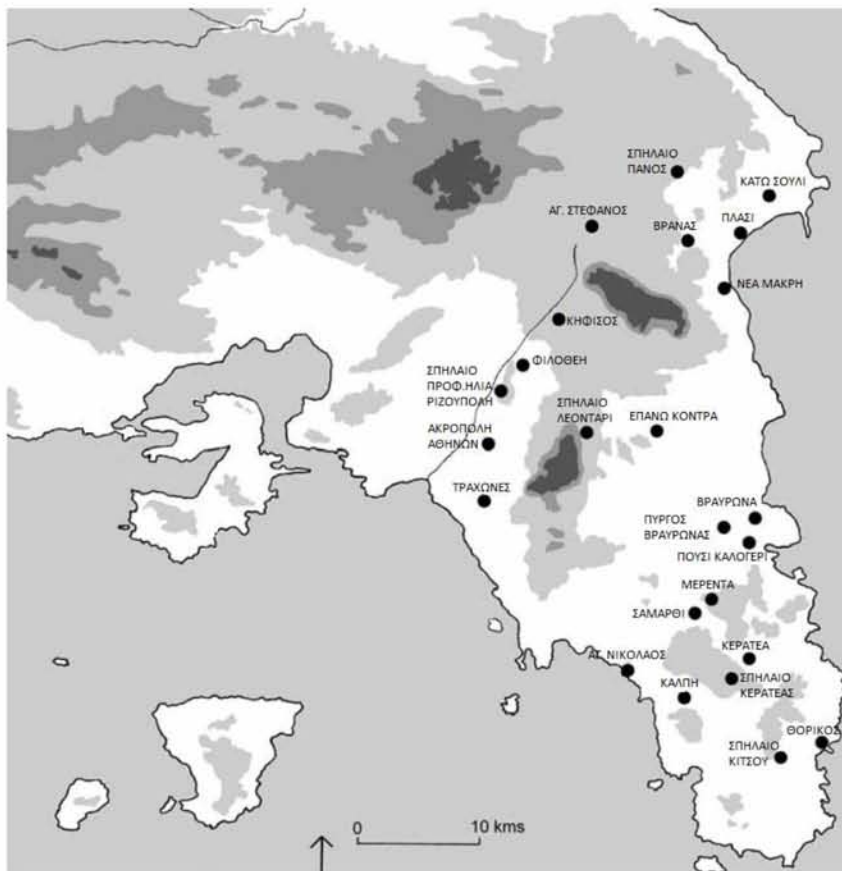 ΣΠΗΛΑΙΟ
ΠΑΝΟΣ
ΚΑΤΩ ΣΟΥΛΙ
ΑΓ. ΣΤΕΦΑΝΟΣ
ΒΡΑΝΑΣ
ΠΛΑΣΙ
ΝΕΑ ΜΑΚΡΗ
ΚΗΦΙΣΟΣ
ΦΙΛΟΘΕΗ
ΣΠΗΛΑΙΟ
ΠΡΟΦ.ΗΛΙΑ
ΡΙΖΟΥΠΟΛΗ
ΣΠΗΛΑΙΟ
ΛΕΟΝΤΑΡΙ
ΕΠΑΝΩ ΚΟΝΤΡΑ
ΑΚΡΟΠΟΛΗ
ΑΘΗΝΩΝ
ΤΡΑΧΩΝΕΣ
ΒΡΑΥΡΩΝΑ
ΠΥΡΓΟΣ
ΒΡΑΥΡΩΝΑΣ
ΠΟΥΣΙ ΚΑΛΟΓΕΡΙ
ΜΕΡΕΝΤΑ
ΣΑΜΑΡΘΙ
ΚΕΡΑΤΕΑ
ΑΓ. ΝΙΚΟΛΑΟΣ
ΣΠΗΛΑΙΟ
ΚΕΡΑΤΕΑΣ
ΚΑΛΠΗ
ΘΟΡΙΚΟΣ
ΣΠΗΛΑΙΟ
ΚΙΤΣΟΥ
0 10 kms